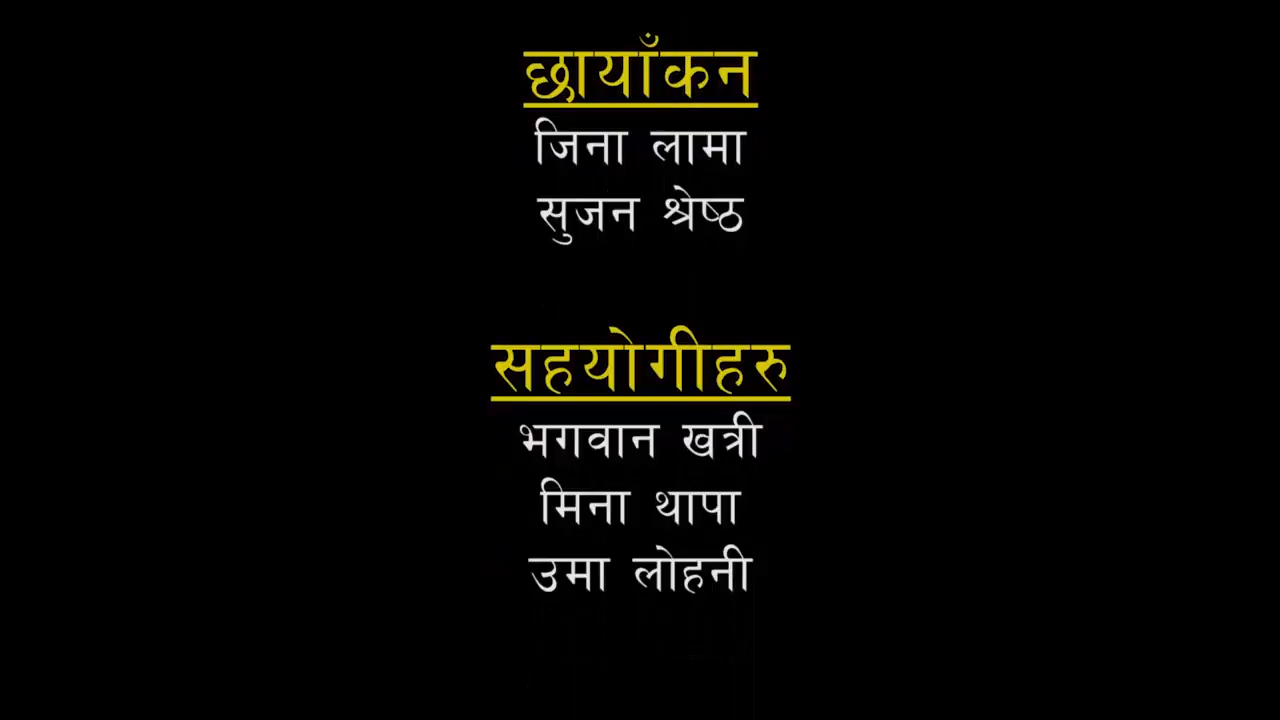 छायाँकन
जिना लामा
सुजन श्रेष्ठ
सहयोगीहरु
भगवान खत्री
मिना थापा
उमा लोहनी